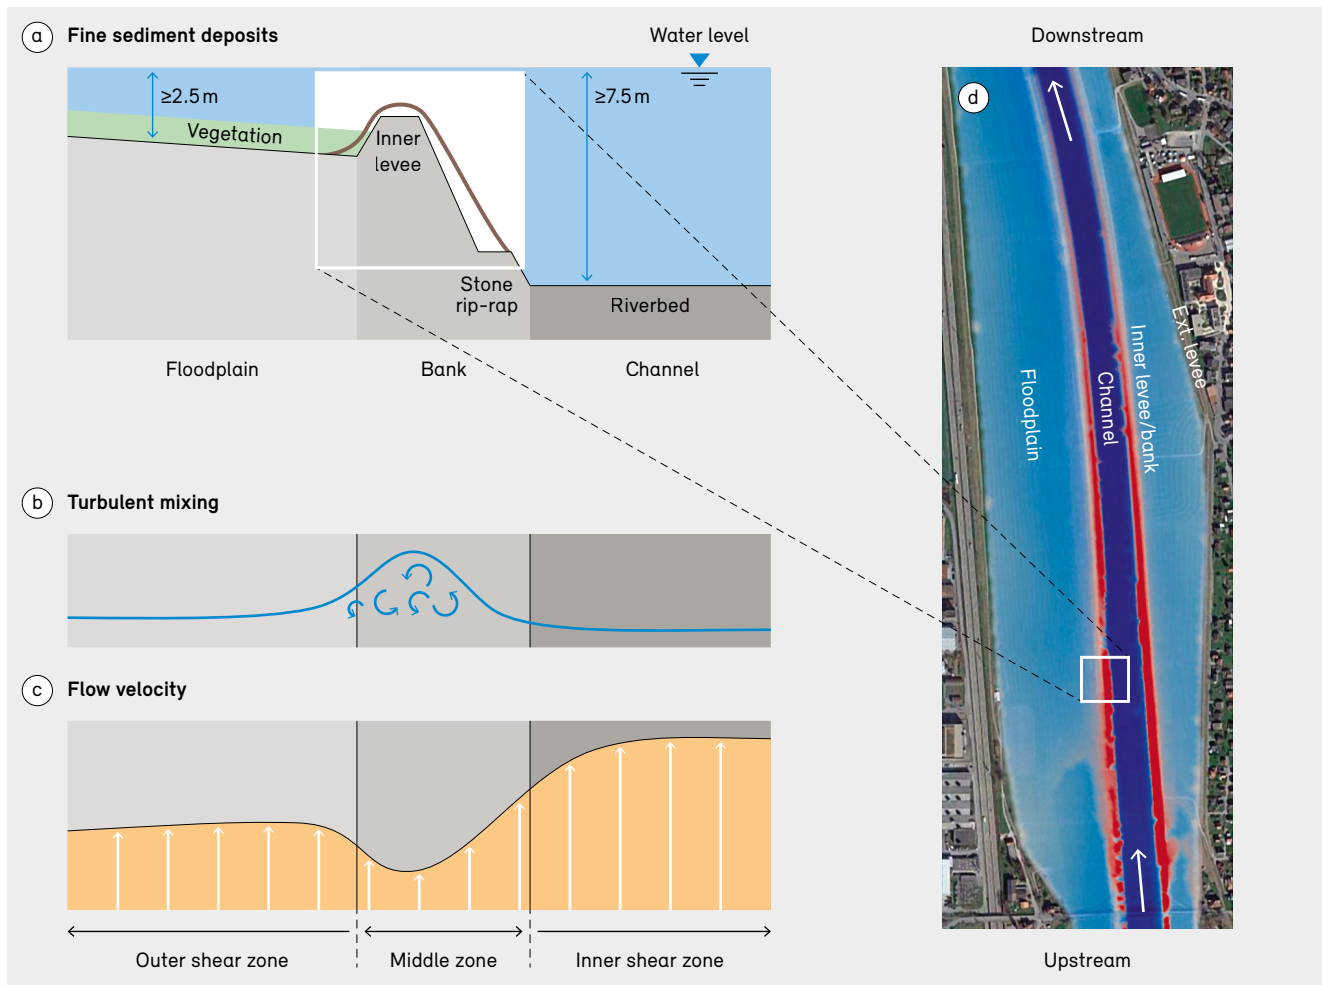 a Fine sediment deposits
Water level
≥2.5 m
≥7.5 m
Vegetation
Inner
levee
Stone
rip-rap
Riverbed
Floodplain
Bank
Channel
b Turbulent mixing
c Flow velocity
Outer shear zone
Middle zone
Inner shear zone
Downstream
d
Ext. levee
Inner levee/bank
Channel
Floodplain
Upstream